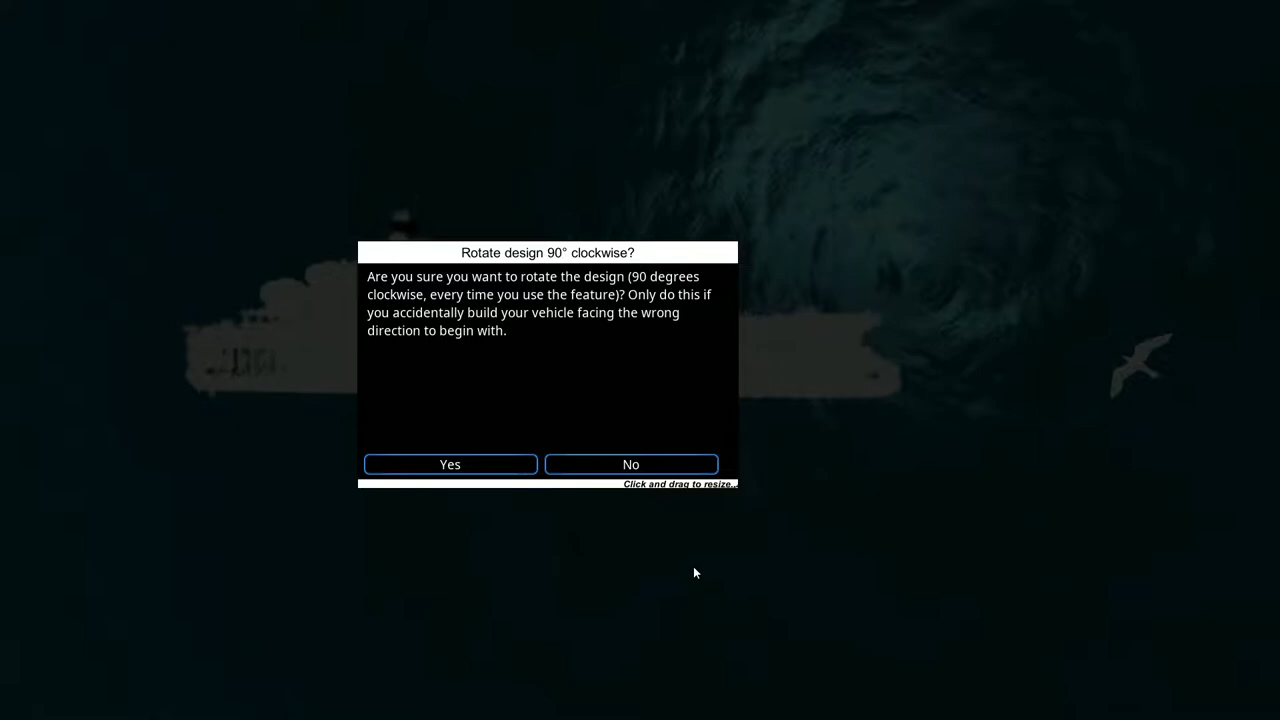 Rotate design 90° clockwise?
Are you sure you want to rotate the design (90 degrees
clockwise, every time you use the feature)? Only do this if
you accidentally build your vehicle facing the wrong
direction to begin with.
Yes No
Click and drag to resize...